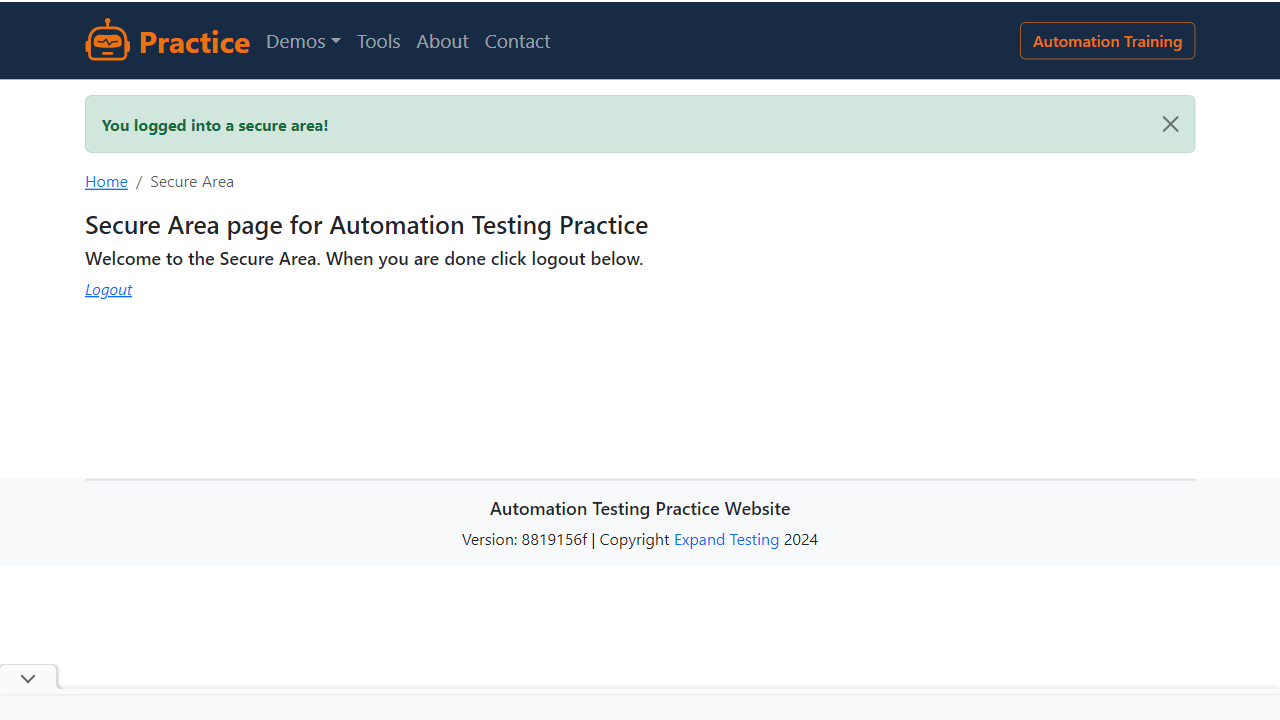 Practice Demos Tools About Contact Automation Training
You logged into a secure area!
Home / Secure Area
Secure Area page for Automation Testing Practice
Welcome to the Secure Area. When you are done click logout below.
Logout
Automation Testing Practice Website
Version: 8819156f | Copyright Expand Testing 2024